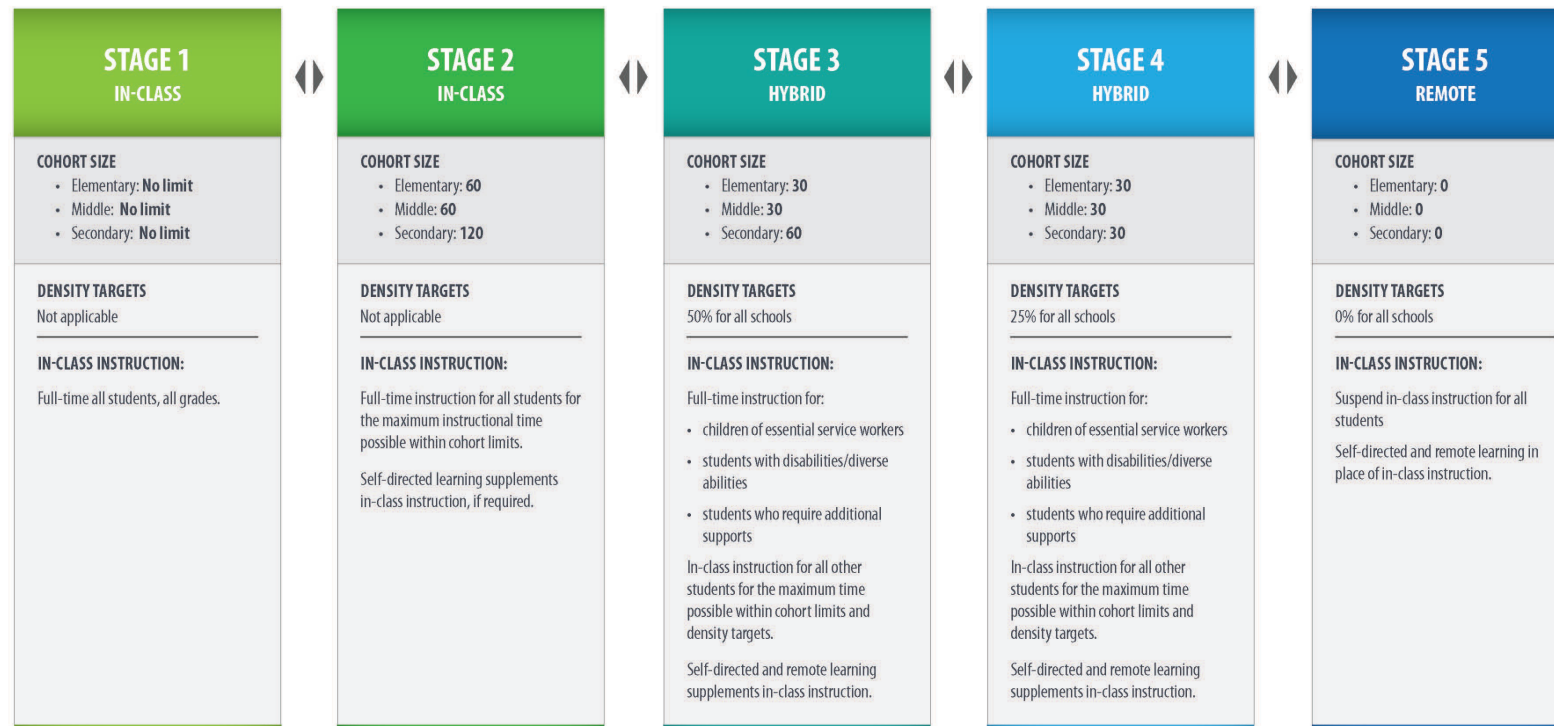 STAGE 1
IN-CLASS
COHORT SIZE
• Elementary: No limit
• Middle: No limit
• Secondary: No limit
DENSITY TARGETS
Not applicable
IN-CLASS INSTRUCTION:
Full-time all students, all grades.
STAGE 2
IN-CLASS
COHORT SIZE
• Elementary: 60
• Middle: 60
• Secondary: 120
DENSITY TARGETS
Not applicable
IN-CLASS INSTRUCTION:
Full-time instruction for all students for
the maximum instructional time
possible within cohort limits.
Self-directed learning supplements
in-class instruction, if required.
STAGE 3
HYBRID
COHORT SIZE
• Elementary: 30
• Middle: 30
• Secondary: 60
DENSITY TARGETS
50% for all schools
IN-CLASS INSTRUCTION:
Full-time instruction for:
• children of essential service workers
• students with disabilities/diverse
abilities
• students who require additional
supports
In-class instruction for all other
students for the maximum time
possible within cohort limits and
density targets.
Self-directed and remote learning
supplements in-class instruction.
STAGE 4
HYBRID
COHORT SIZE
• Elementary: 30
• Middle: 30
• Secondary: 30
DENSITY TARGETS
25% for all schools
IN-CLASS INSTRUCTION:
Full-time instruction for:
• children of essential service workers
• students with disabilities/diverse
abilities
• students who require additional
supports
In-class instruction for all other
students for the maximum time
possible within cohort limits and
density targets.
Self-directed and remote learning
supplements in-class instruction.
STAGE 5
REMOTE
COHORT SIZE
• Elementary: 0
• Middle: 0
• Secondary: 0
DENSITY TARGETS
0% for all schools
IN-CLASS INSTRUCTION:
Suspend in-class instruction for all
students
Self-directed and remote learning in
place of in-class instruction.